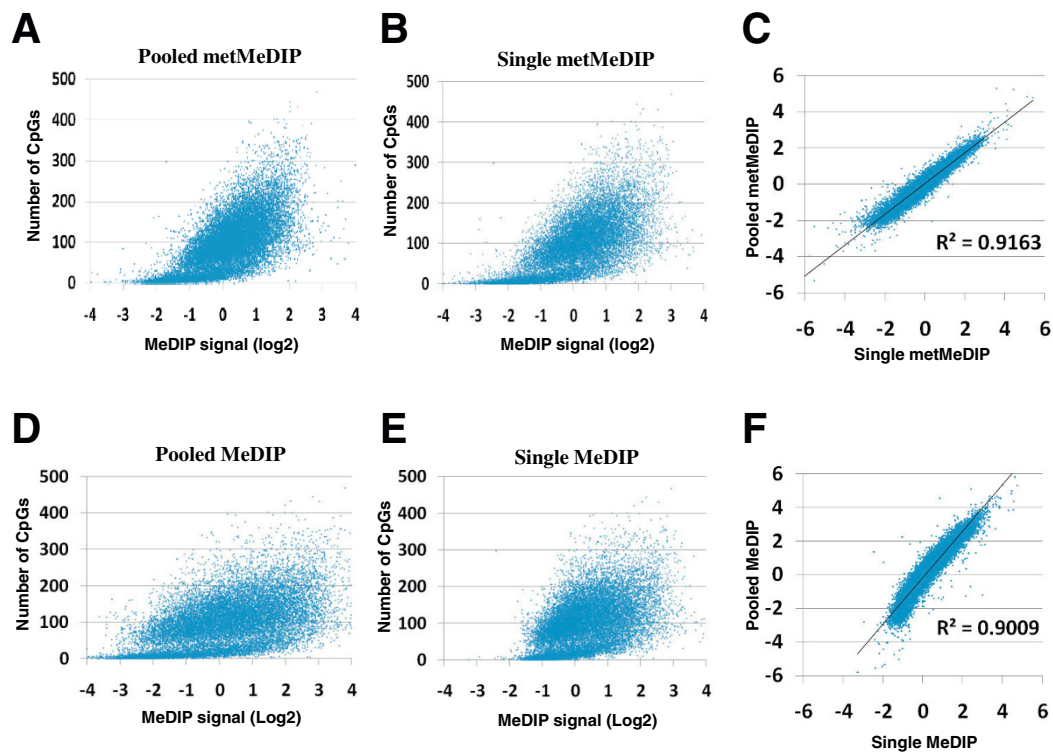 A
Pooled metMeDIP
500
400
300
200
100
0
Number of CpGs
-4 -3 -2 -1 0 1 2 3 4
MeDIP signal (log2)
B
Single metMeDIP
500
400
300
200
100
0
Number of CpGs
-4 -3 -2 -1 0 1 2 3 4
MeDIP signal (log2)
C
6
4
2
0
-2
-4
-6
Pooled metMeDIP
R² = 0.9163
-6 -4 -2 0 2 4 6
Single metMeDIP
D
Pooled MeDIP
500
400
300
200
100
0
Number of CpGs
-4 -3 -2 -1 0 1 2 3 4
MeDIP signal (Log2)
E
Single MeDIP
500
400
300
200
100
0
Number of CpGs
-4 -3 -2 -1 0 1 2 3 4
MeDIP signal (Log2)
F
6
4
2
0
-2
-4
-6
Pooled MeDIP
R² = 0.9009
-6 -4 -2 0 2 4 6
Single MeDIP